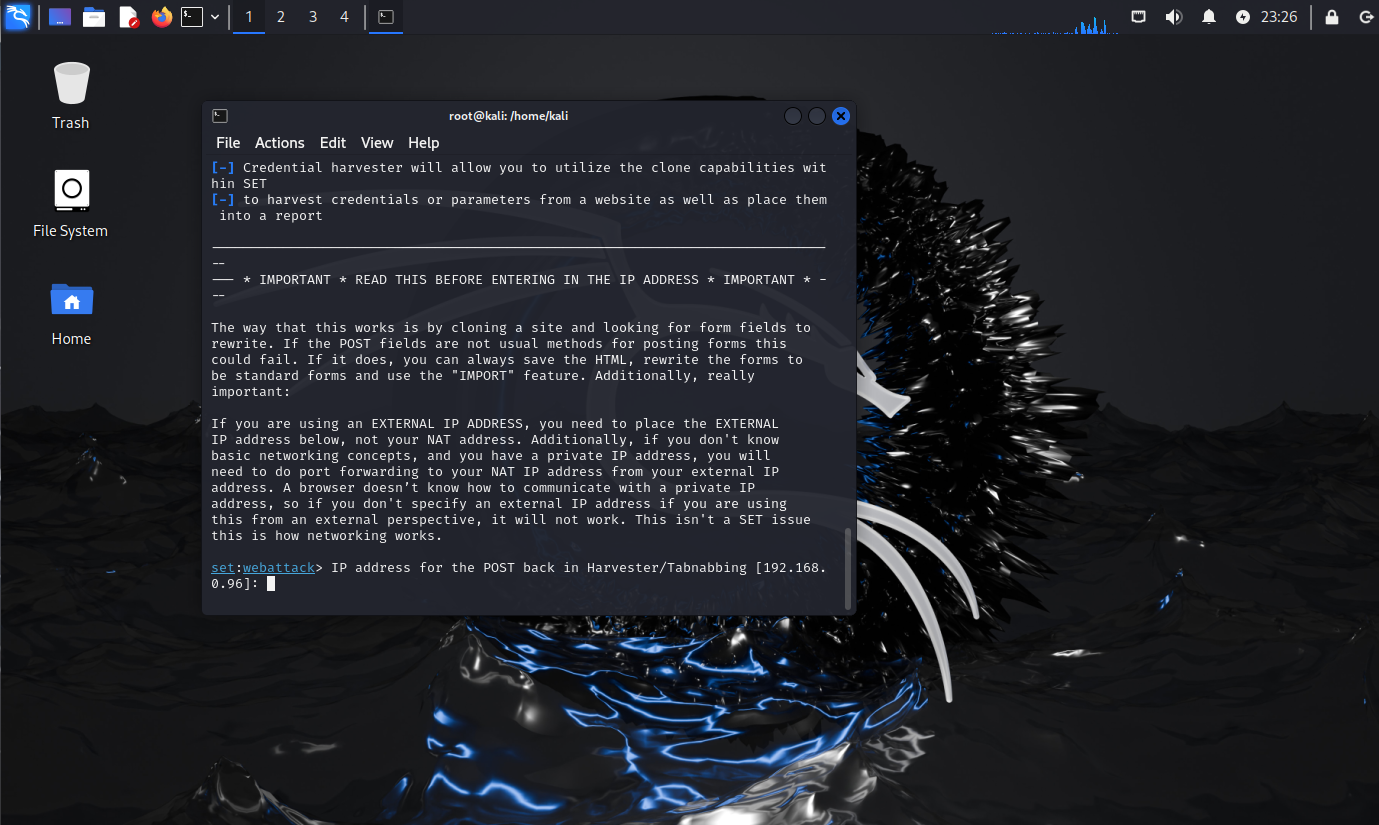 1 2 3 4
23:26
Trash
File System
Home
root@kali: /home/kali
File Actions Edit View Help
[-] Credential harvester will allow you to utilize the clone capabilities wit
hin SET
[-] to harvest credentials or parameters from a website as well as place them
into a report
--
--- * IMPORTANT * READ THIS BEFORE ENTERING IN THE IP ADDRESS * IMPORTANT * -
--
The way that this works is by cloning a site and looking for form fields to
rewrite. If the POST fields are not usual methods for posting forms this
could fail. If it does, you can always save the HTML, rewrite the forms to
be standard forms and use the "IMPORT" feature. Additionally, really
important:
If you are using an EXTERNAL IP ADDRESS, you need to place the EXTERNAL
IP address below, not your NAT address. Additionally, if you don't know
basic networking concepts, and you have a private IP address, you will
need to do port forwarding to your NAT IP address from your external IP
address. A browser doesn’t know how to communicate with a private IP
address, so if you don't specify an external IP address if you are using
this from an external perspective, it will not work. This isn't a SET issue
this is how networking works.
set:webattack> IP address for the POST back in Harvester/Tabnabbing [192.168.
0.96]: